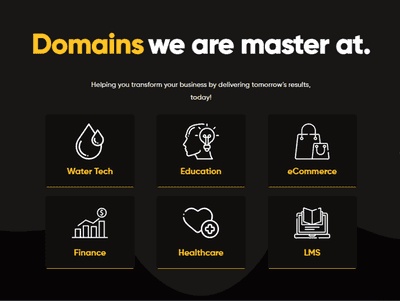 Domains we are master at.
Helping you transform your business by delivering tomorrow's results,
today!
Water Tech
Education
eCommerce
Finance
Healthcare
LMS